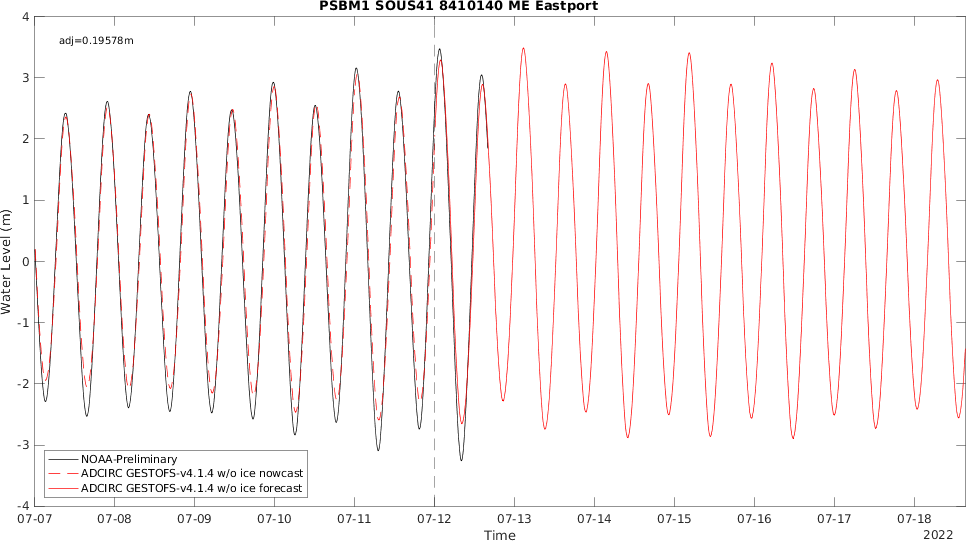 PSBM1 SOUS41 8410140 ME Eastport
adj=0.19578m
Water Level (m)
4
3
2
1
0
-1
-2
-3
-4
NOAA-Preliminary
ADCIRC GESTOFS-v4.1.4 w/o ice nowcast
ADCIRC GESTOFS-v4.1.4 w/o ice forecast
07-07 07-08 07-09 07-10 07-11 07-12 07-13 07-14 07-15 07-16 07-17 07-18
Time
2022